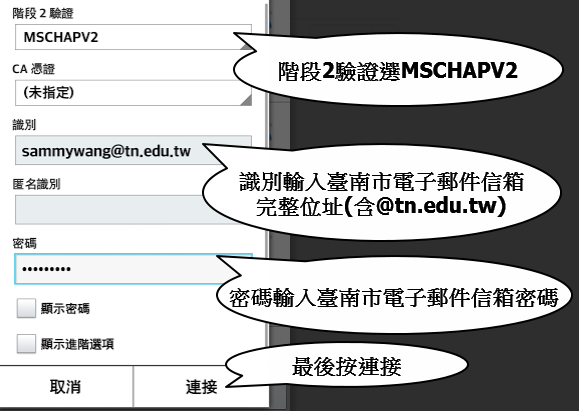 階段 2 驗證
MSCHAPV2
階段2驗證選MSCHAPV2
CA 憑證
(未指定)
識別
sammywang@tn.edu.tw
識別輸入臺南市電子郵件信箱
完整位址(含@tn.edu.tw)
匿名識別
密碼
•••••••••
密碼輸入臺南市電子郵件信箱密碼
顯示密碼
顯示進階選項
最後按連接
取消
連接